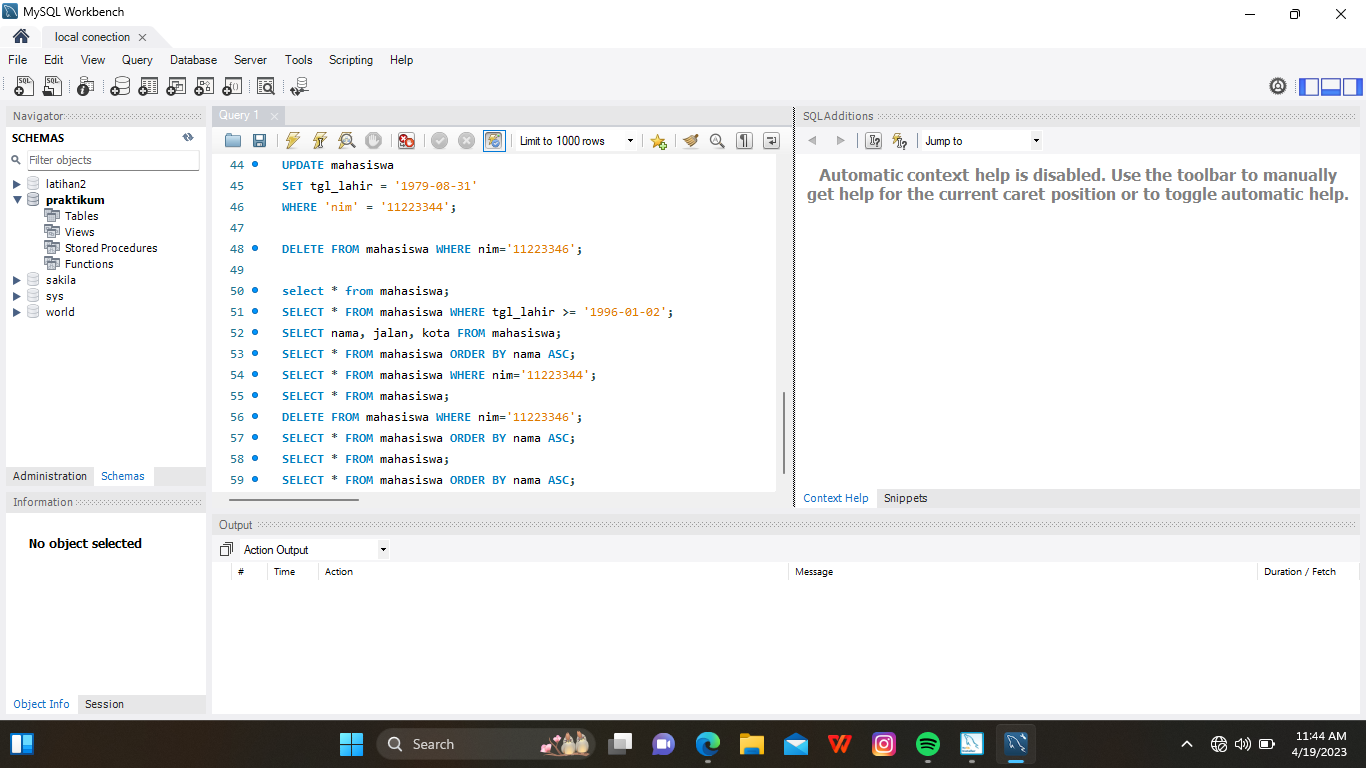 MySQL Workbench
local conection
File Edit View Query Database Server Tools Scripting Help
Navigator
SCHEMAS
Filter objects
latihan2
praktikum
Tables
Views
Stored Procedures
Functions
sakila
sys
world
Administration Schemas
Information
No object selected
Object Info Session
Query 1
Limit to 1000 rows
44 UPDATE mahasiswa
45 SET tgl_lahir = '1979-08-31'
46 WHERE 'nim' = '11223344';
47
48 DELETE FROM mahasiswa WHERE nim='11223346';
49
50 select * from mahasiswa;
51 SELECT * FROM mahasiswa WHERE tgl_lahir >= '1996-01-02';
52 SELECT nama, jalan, kota FROM mahasiswa;
53 SELECT * FROM mahasiswa ORDER BY nama ASC;
54 SELECT * FROM mahasiswa WHERE nim='11223344';
55 SELECT * FROM mahasiswa;
56 DELETE FROM mahasiswa WHERE nim='11223346';
57 SELECT * FROM mahasiswa ORDER BY nama ASC;
58 SELECT * FROM mahasiswa;
59 SELECT * FROM mahasiswa ORDER BY nama ASC;
SQLAdditions
Jump to
Automatic context help is disabled. Use the toolbar to manually
get help for the current caret position or to toggle automatic help.
Context Help Snippets
Output
Action Output
# Time Action Message Duration / Fetch
Search
11:44 AM
4/19/2023